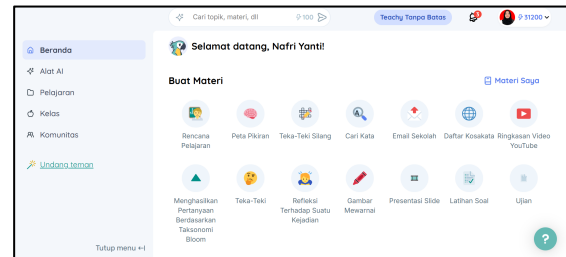 Cari topik, materi, dll
100
Teachy Tanpa Batas
31200
Beranda
Alat AI
Pelajaran
Kelas
Komunitas
Undang teman
Tutup menu
Selamat datang, Nafri Yanti!
Buat Materi
Materi Saya
Rencana Pelajaran
Peta Pikiran
Teka-Teki Silang
Cari Kata
Email Sekolah
Daftar Kosakata
Ringkasan Video YouTube
Menghasilkan Pertanyaan Berdasarkan Taksonomi Bloom
Teka-Teki
Refleksi Terhadap Suatu Kejadian
Gambar Mewarnai
Presentasi Slide
Latihan Soal
Ujian
?